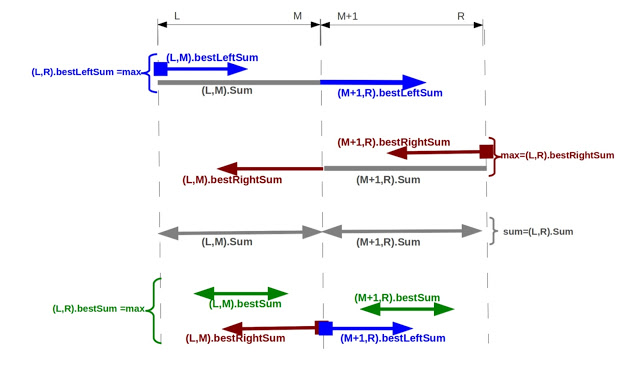 L M M+1 R
(L,M).bestLeftSum
(L,R).bestLeftSum =max
(L,M).Sum
(M+1,R).bestLeftSum
(M+1,R).bestRightSum
max=(L,R).bestRightSum
(L,M).bestRightSum
(M+1,R).Sum
sum=(L,R).Sum
(L,M).Sum
(M+1,R).Sum
(L,M).bestSum
(M+1,R).bestSum
(L,R).bestSum =max
(L,M).bestRightSum
(M+1,R).bestLeftSum